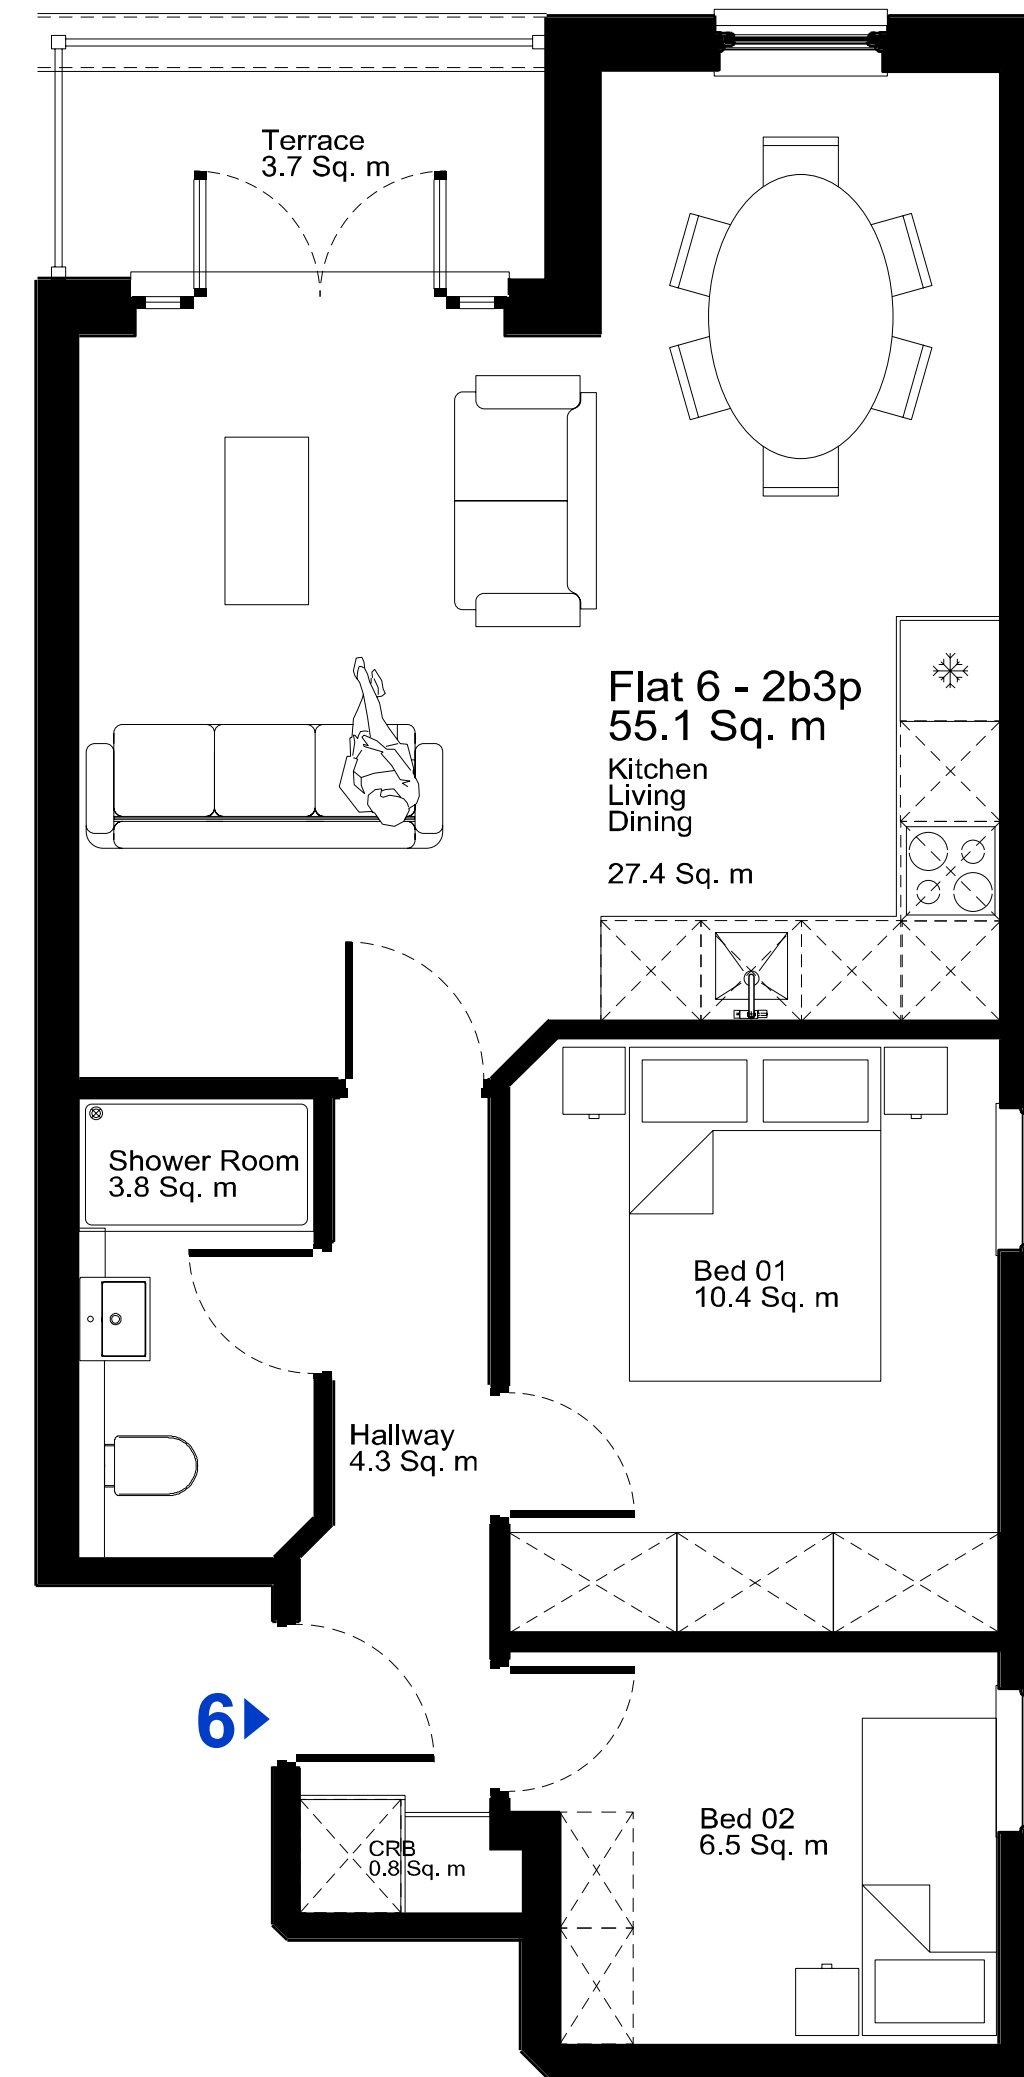 Terrace
3.7 Sq. m
Flat 6 - 2b3p
55.1 Sq. m
Kitchen
Living
Dining
27.4 Sq. m
Shower Room
3.8 Sq. m
Bed 01
10.4 Sq. m
Hallway
4.3 Sq. m
6
Bed 02
6.5 Sq. m
CRB
0.8 Sq. m